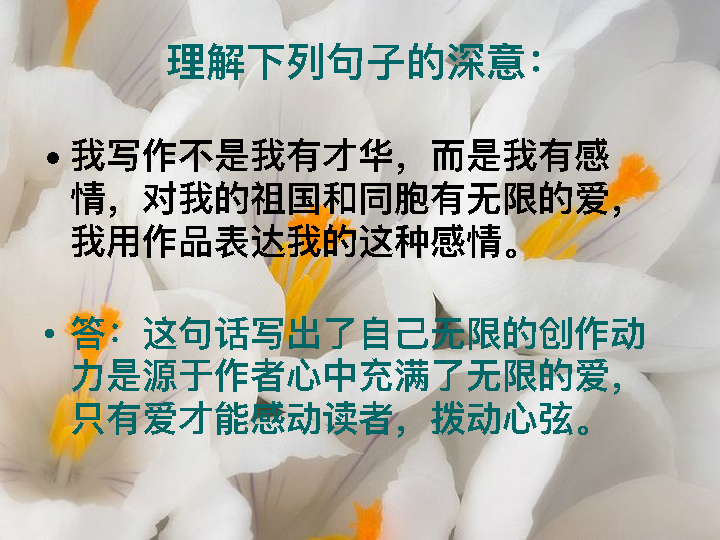 理解下列句子的深意：
•我写作不是我有才华，而是我有感
情，对我的祖国和同胞有无限的爱，
我用作品表达我的这种感情。
•答：这句话写出了自己无限的创作动
力是源于作者心中充满了无限的爱，
只有爱才能感动读者，拨动心弦。